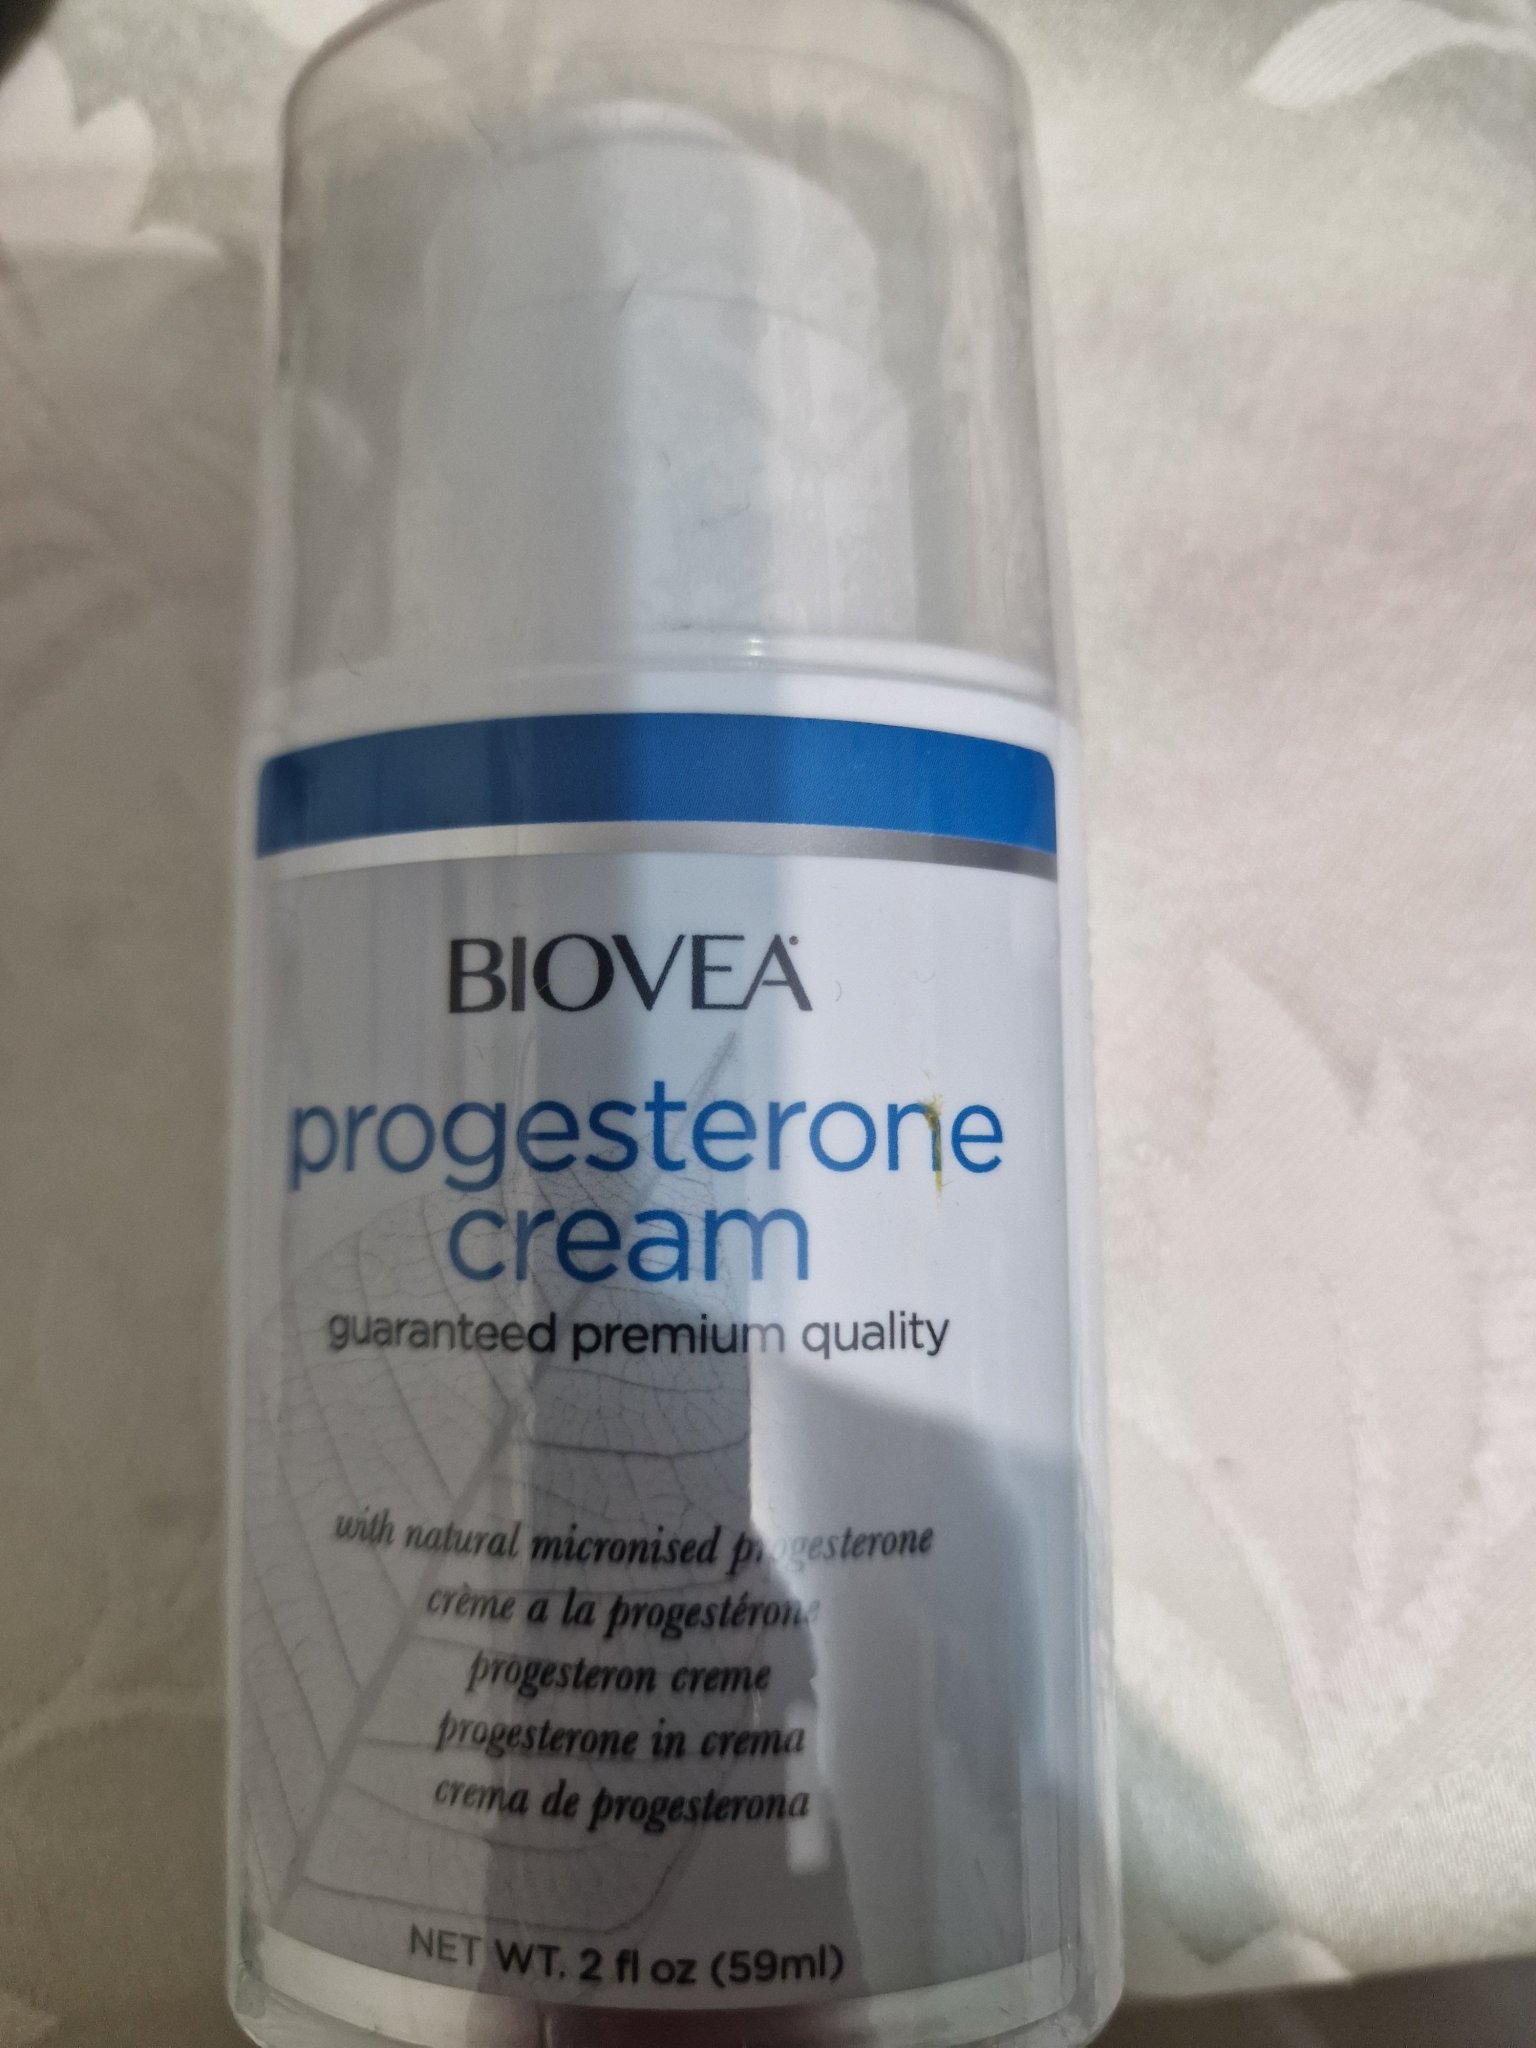 BIOVEA
progesterone
cream
guaranteed premium quality
with natural micronised progesterone
crème a la progestérone
progesteron creme
progesterone in crema
crema de progesterona
NET WT. 2 fl oz (59ml)